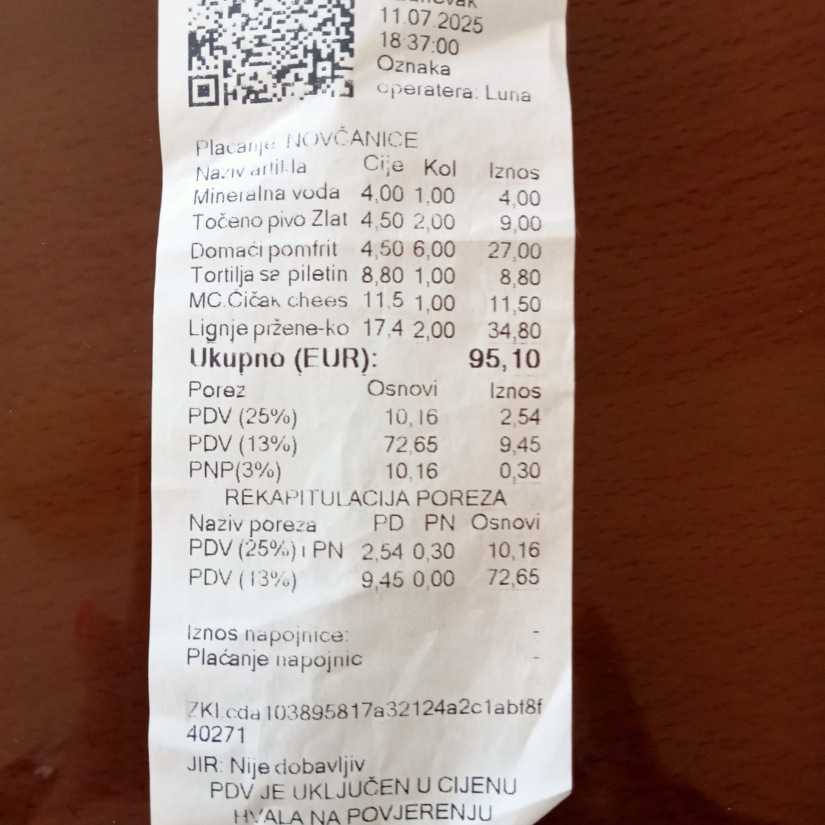 11.07.2025
18:37:00
Oznaka
operatera: Luna
Plaćanje: NOVČANICE
Naziv artikla Cije Kol Iznos
Mineralna voda 4,00 1,00 4,00
Točeno pivo Zlat 4,50 2,00 9,00
Domaći pomfrit 4,50 6,00 27,00
Tortilja sa piletin 8,80 1,00 8,80
MC.Čičak chees 11,5 1,00 11,50
Lignje pržene-ko 17,4 2,00 34,80
Ukupno (EUR): 95,10
Porez Osnovi Iznos
PDV (25%) 10,16 2,54
PDV (13%) 72,65 9,45
PNP(3%) 10,16 0,30
REKAPITULACIJA POREZA
Naziv poreza PD PN Osnovi
PDV (25%) i PN 2,54 0,30 10,16
PDV (13%) 9,45 0,00 72,65
Iznos napojnice: -
Plaćanje napojnic -
ZKI:cda103895817a32124a2c1abf8f
40271
JIR: Nije dobavljiv
PDV JE UKLJUČEN U CIJENU
HVALA NA POVJERENJU